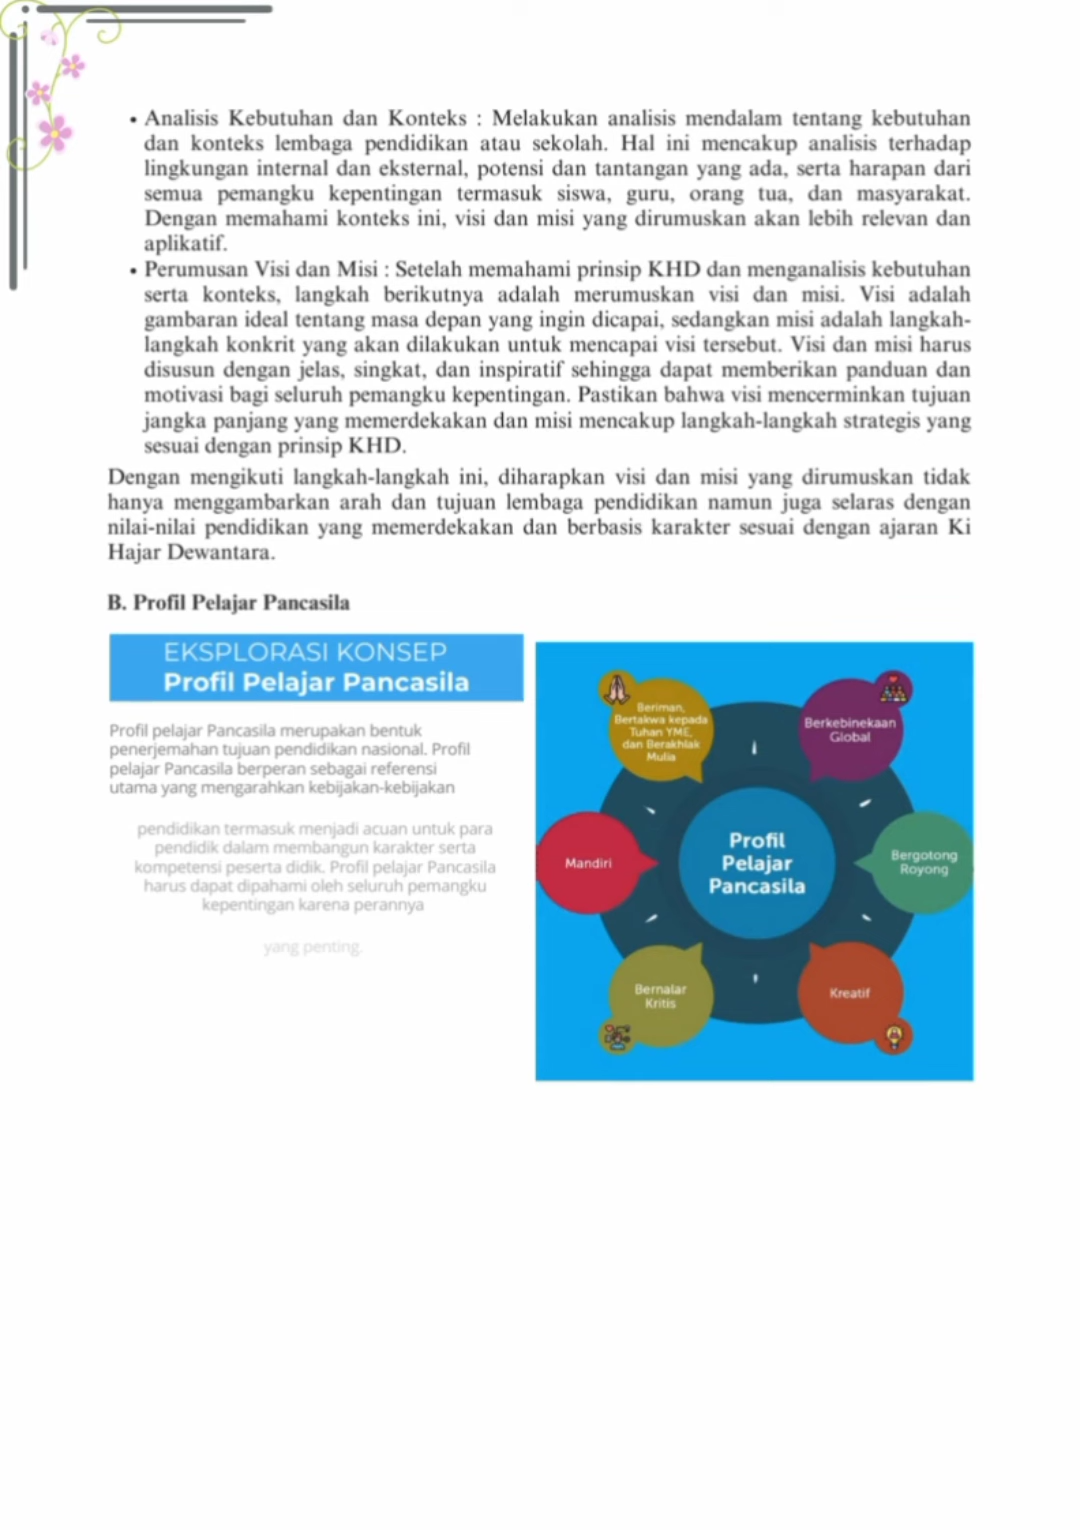 • Analisis Kebutuhan dan Konteks : Melakukan analisis mendalam tentang kebutuhan
dan konteks lembaga pendidikan atau sekolah. Hal ini mencakup analisis terhadap
lingkungan internal dan eksternal, potensi dan tantangan yang ada, serta harapan dari
semua pemangku kepentingan termasuk siswa, guru, orang tua, dan masyarakat.
Dengan memahami konteks ini, visi dan misi yang dirumuskan akan lebih relevan dan
aplikatif.
• Perumusan Visi dan Misi : Setelah memahami prinsip KHD dan menganalisis kebutuhan
serta konteks, langkah berikutnya adalah merumuskan visi dan misi. Visi adalah
gambaran ideal tentang masa depan yang ingin dicapai, sedangkan misi adalah langkah-
langkah konkrit yang akan dilakukan untuk mencapai visi tersebut. Visi dan misi harus
disusun dengan jelas, singkat, dan inspiratif sehingga dapat memberikan panduan dan
motivasi bagi seluruh pemangku kepentingan. Pastikan bahwa visi mencerminkan tujuan
jangka panjang yang memerdekakan dan misi mencakup langkah-langkah strategis yang
sesuai dengan prinsip KHD.
Dengan mengikuti langkah-langkah ini, diharapkan visi dan misi yang dirumuskan tidak
hanya menggambarkan arah dan tujuan lembaga pendidikan namun juga selaras dengan
nilai-nilai pendidikan yang memerdekakan dan berbasis karakter sesuai dengan ajaran Ki
Hajar Dewantara.
B. Profil Pelajar Pancasila
EKSPLORASI KONSEP
Profil Pelajar Pancasila
Profil pelajar Pancasila merupakan bentuk
penerjemahan tujuan pendidikan nasional. Profil
pelajar Pancasila berperan sebagai referensi
utama yang mengarahkan kebijakan-kebijakan
pendidikan termasuk menjadi acuan untuk para
pendidik dalam membangun karakter serta
kompetensi peserta didik. Profil pelajar Pancasila
harus dapat dipahami oleh seluruh pemangku
kepentingan karena perannya
yang penting.
Beriman,
Bertakwa kepada
Tuhan YME,
dan Berakhlak
Mulia
Berkebinekaan
Global
Mandiri
Profil
Pelajar
Pancasila
Bergotong
Royong
Bernalar
Kritis
Kreatif